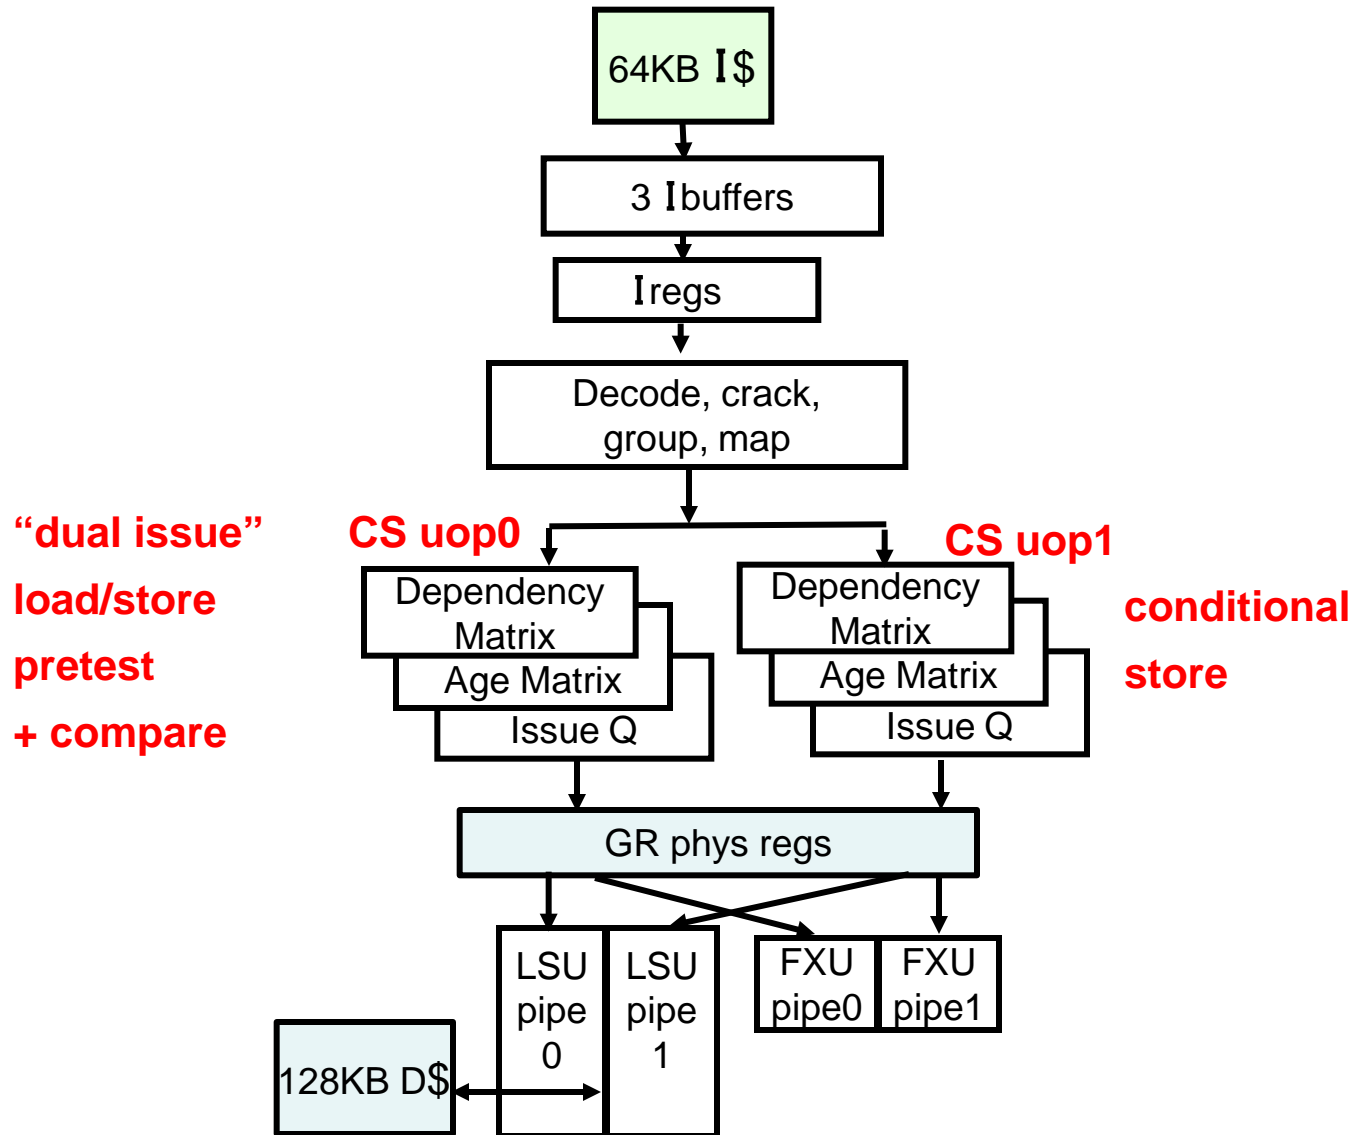 64KB I$
3 Ibuffers
Iregs
Decode, crack,
group, map
“dual issue”
load/store
pretest
+ compare
CS uop0
CS uop1
conditional
store
Dependency
Matrix
Age Matrix
Issue Q
Dependency
Matrix
Age Matrix
Issue Q
GR phys regs
LSU
pipe
0
LSU
pipe
1
FXU
pipe0
FXU
pipe1
128KB D$